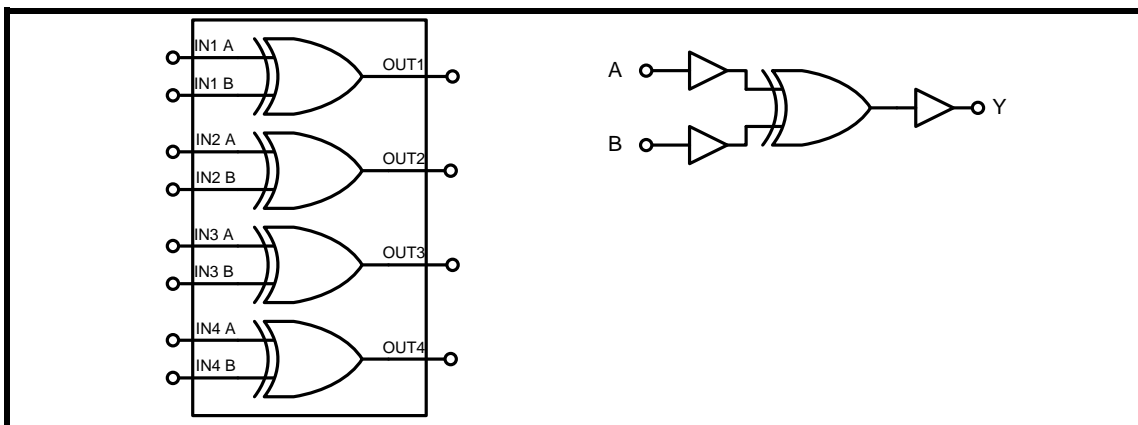 IN1 A
OUT1
IN1 B
IN2 A
OUT2
IN2 B
IN3 A
OUT3
IN3 B
IN4 A
OUT4
IN4 B
A
Y
B